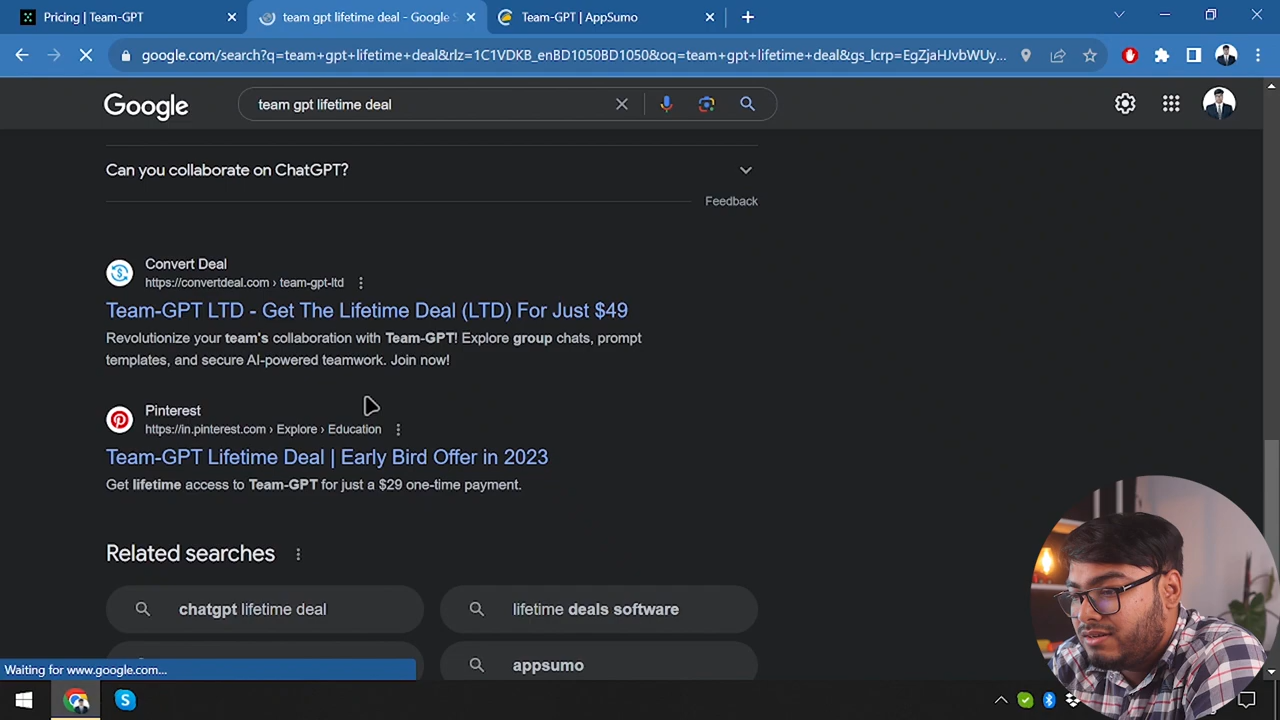 Pricing | Team-GPT
team gpt lifetime deal - Google S
Team-GPT | AppSumo
google.com/search?q=team+gpt+lifetime+deal&rlz=1C1VDKB_enBD1050BD1050&oq=team+gpt+lifetime+deal&gs_lcrp=EgZjaHJvbWUy...
Google
team gpt lifetime deal
Can you collaborate on ChatGPT?
Feedback
Convert Deal
https://convertdeal.com › team-gpt-ltd
Team-GPT LTD - Get The Lifetime Deal (LTD) For Just $49
Revolutionize your team's collaboration with Team-GPT! Explore group chats, prompt
templates, and secure AI-powered teamwork. Join now!
Pinterest
https://in.pinterest.com › Explore › Education
Team-GPT Lifetime Deal | Early Bird Offer in 2023
Get lifetime access to Team-GPT for just a $29 one-time payment.
Related searches
chatgpt lifetime deal
lifetime deals software
appsumo
Waiting for www.google.com...